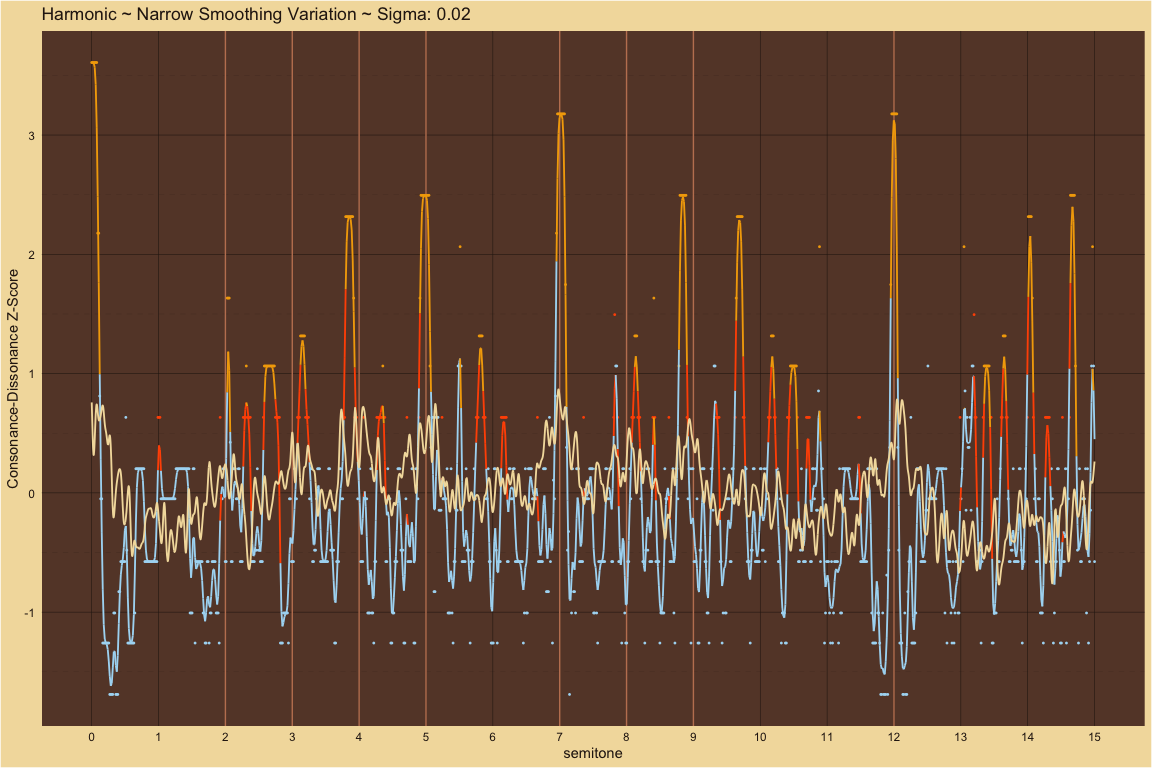 Harmonic ~ Narrow Smoothing Variation ~ Sigma: 0.02
Consonance-Dissonance Z-Score
3
2
1
0
-1
0 1 2 3 4 5 6 7 8 9 10 11 12 13 14 15
semitone